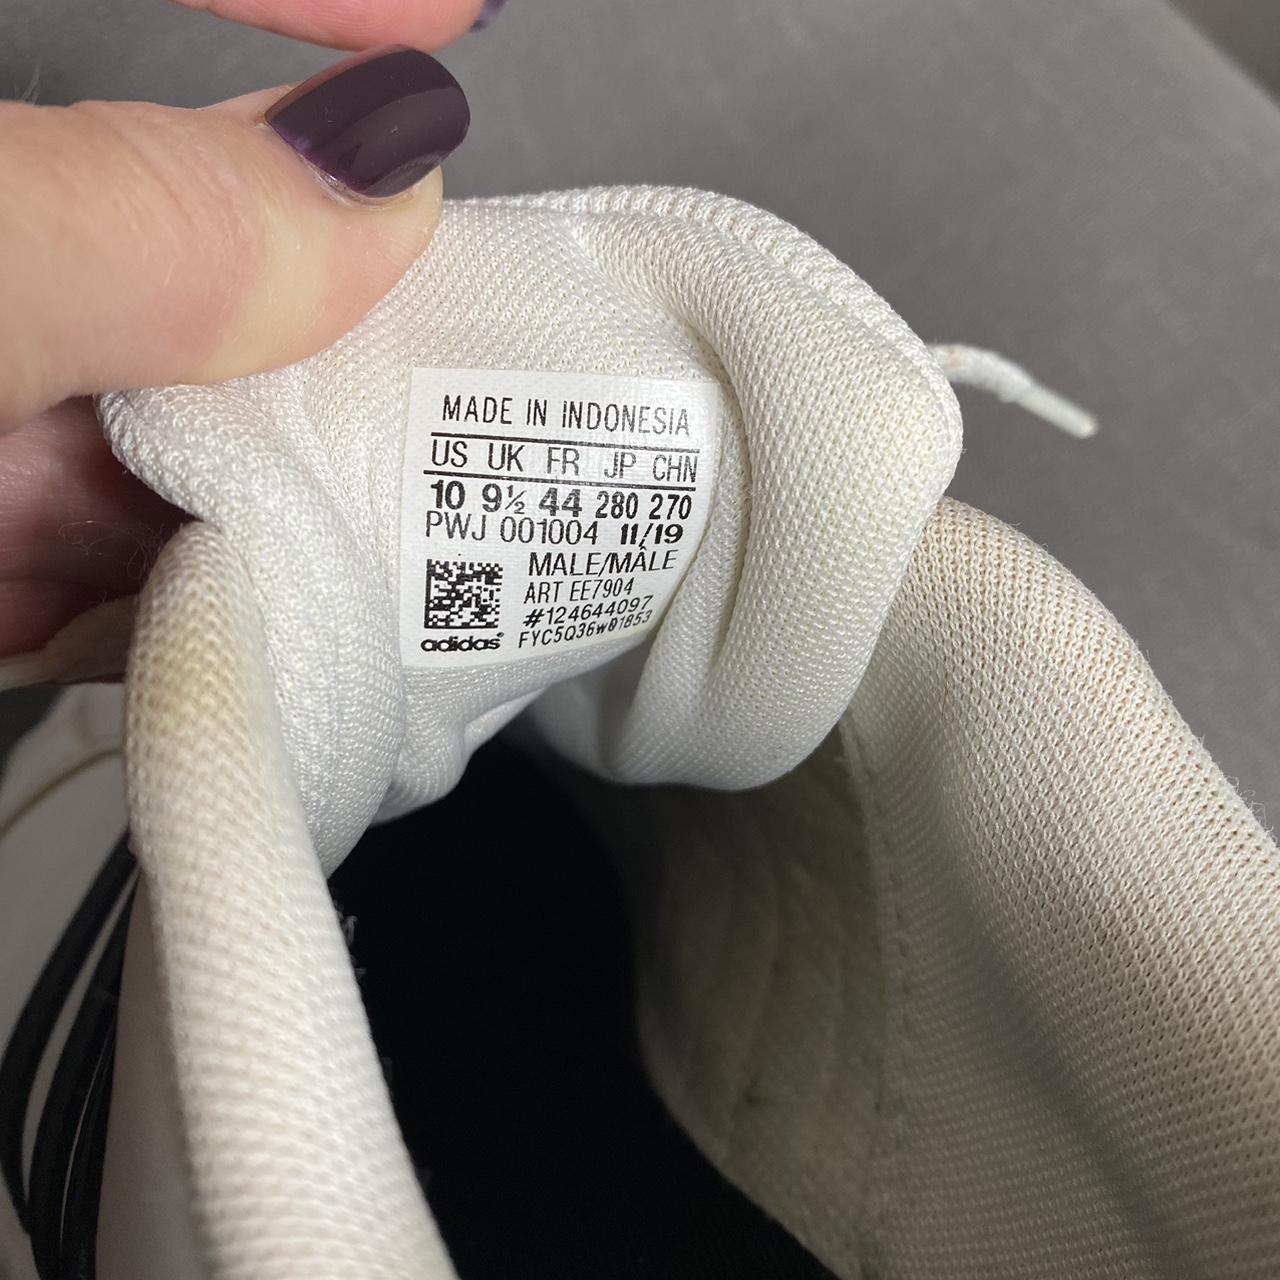 MADE IN INDONESIA
US UK FR JP CHN
10 9½ 44 280 270
PWJ 001004 11/19
MALE/MÂLE
ART EE7904
#124644097
FYC5Q36w01853
adidas